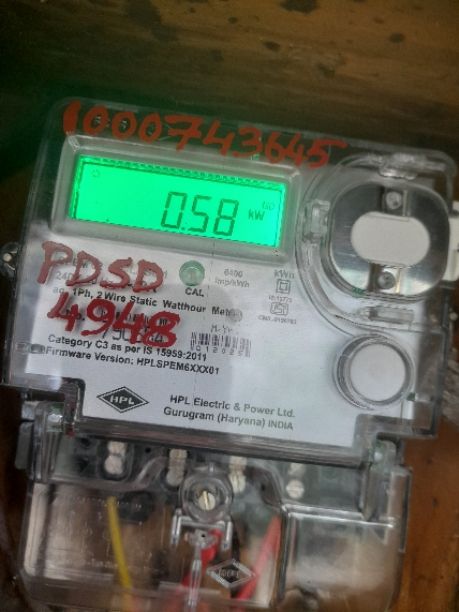 1000743645
0.58 kW
PDSD
4948
CAL
6400
imp/kWh
kWh
1Ph, 2 Wire Static Watthour
Category C3 as per IS 15959:2011
Firmware Version: HPLSPEM6XXX01
HPL
HPL Electric & Power Ltd.
Gurugram (Haryana) INDIA